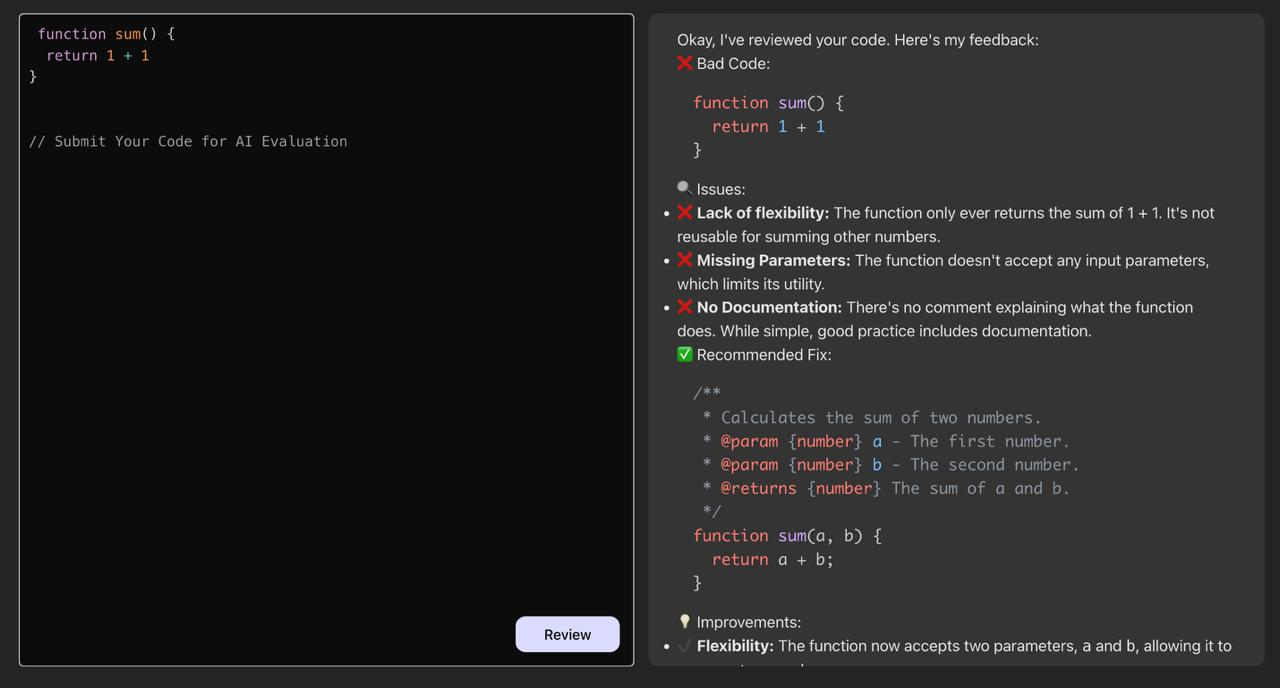 function sum() {
return 1 + 1
}
// Submit Your Code for AI Evaluation
Review
Okay, I've reviewed your code. Here's my feedback:
❌ Bad Code:
function sum() {
return 1 + 1
}
🔍 Issues:
• ❌ Lack of flexibility: The function only ever returns the sum of 1 + 1. It's not
reusable for summing other numbers.
• ❌ Missing Parameters: The function doesn't accept any input parameters,
which limits its utility.
• ❌ No Documentation: There's no comment explaining what the function
does. While simple, good practice includes documentation.
✅ Recommended Fix:
/**
* Calculates the sum of two numbers.
* @param {number} a - The first number.
* @param {number} b - The second number.
* @returns {number} The sum of a and b.
*/
function sum(a, b) {
return a + b;
}
💡 Improvements:
• ✔ Flexibility: The function now accepts two parameters, a and b, allowing it to